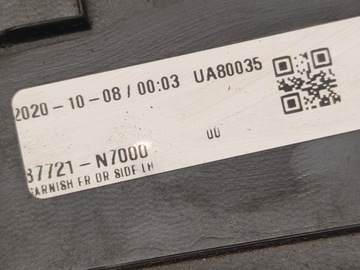 2020-10-08/00:03 UA80035
00
87721-N7000
GARNISH FR DR SIDE LH